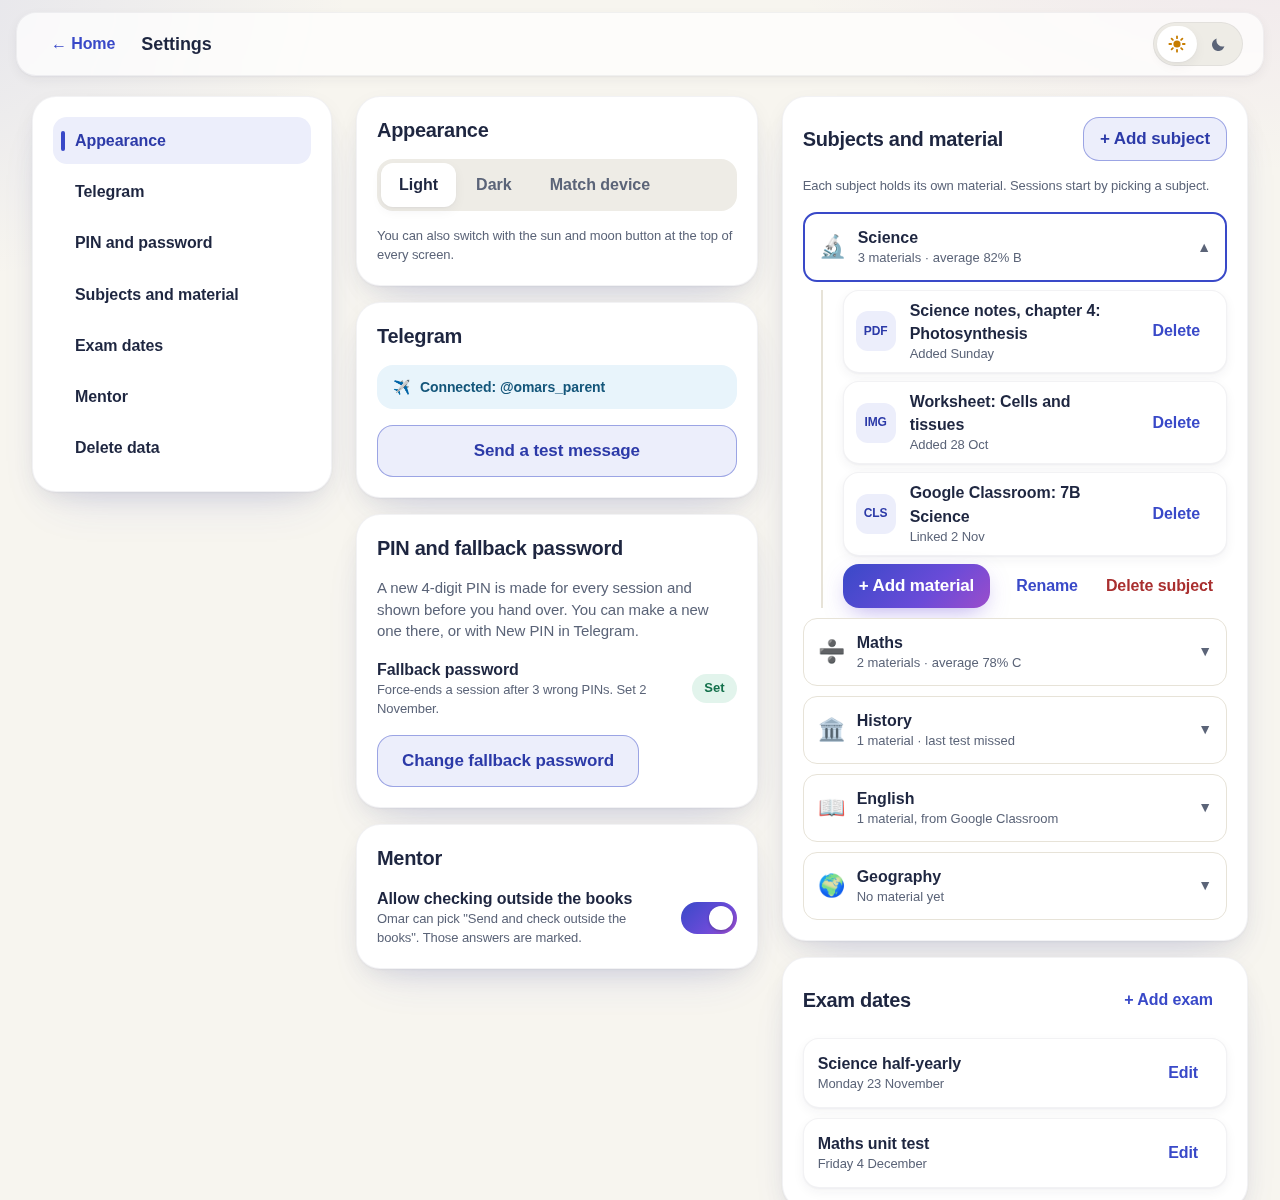 ← Home Settings
Appearance
Telegram
PIN and password
Subjects and material
Exam dates
Mentor
Delete data
Appearance
Light Dark Match device
You can also switch with the sun and moon button at the top of
every screen.
Telegram
Connected: @omars_parent
Send a test message
PIN and fallback password
A new 4-digit PIN is made for every session and
shown before you hand over. You can make a new
one there, or with New PIN in Telegram.
Fallback password
Force-ends a session after 3 wrong PINs. Set 2
November.
Set
Change fallback password
Mentor
Allow checking outside the books
Omar can pick "Send and check outside the
books". Those answers are marked.
Subjects and material
+ Add subject
Each subject holds its own material. Sessions start by picking a subject.
Science
3 materials · average 82% B
PDF
Science notes, chapter 4:
Photosynthesis
Added Sunday
Delete
IMG
Worksheet: Cells and
tissues
Added 28 Oct
Delete
CLS
Google Classroom: 7B
Science
Linked 2 Nov
Delete
+ Add material Rename Delete subject
Maths
2 materials · average 78% C
History
1 material · last test missed
English
1 material, from Google Classroom
Geography
No material yet
Exam dates
+ Add exam
Science half-yearly
Monday 23 November
Edit
Maths unit test
Friday 4 December
Edit